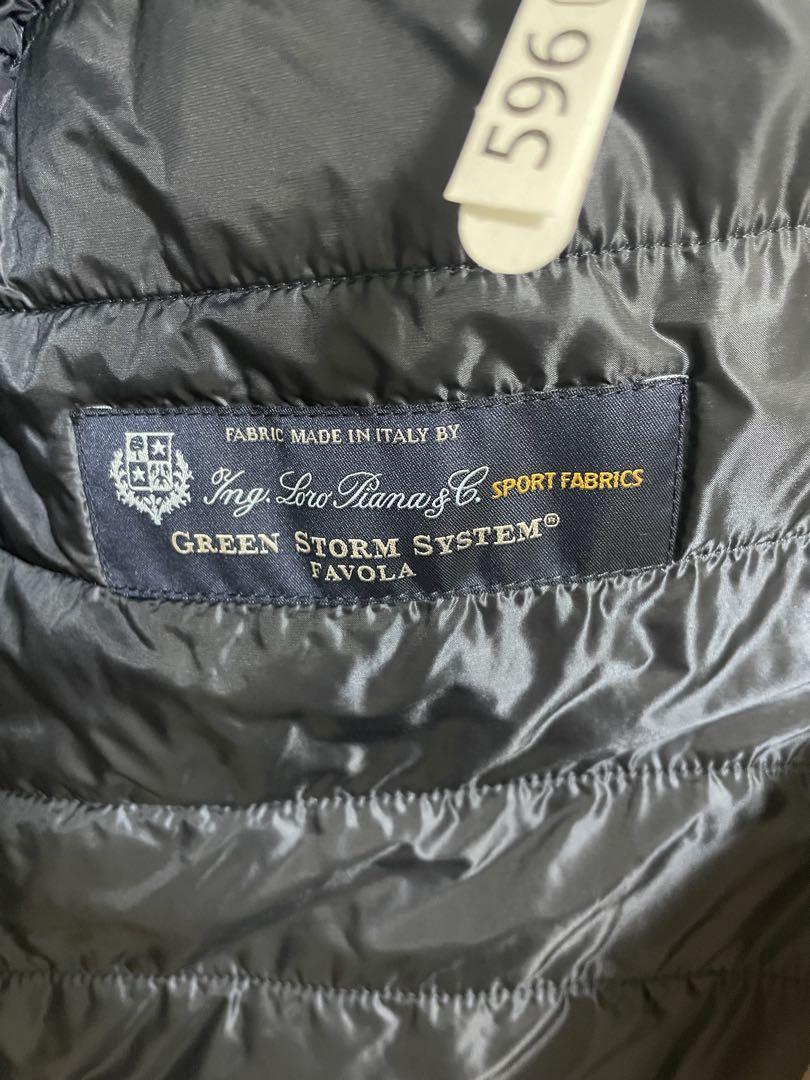 596
FABRIC MADE IN ITALY BY
Ing. Loro Piana & C. SPORT FABRICS
GREEN STORM SYSTEM®
FAVOLA